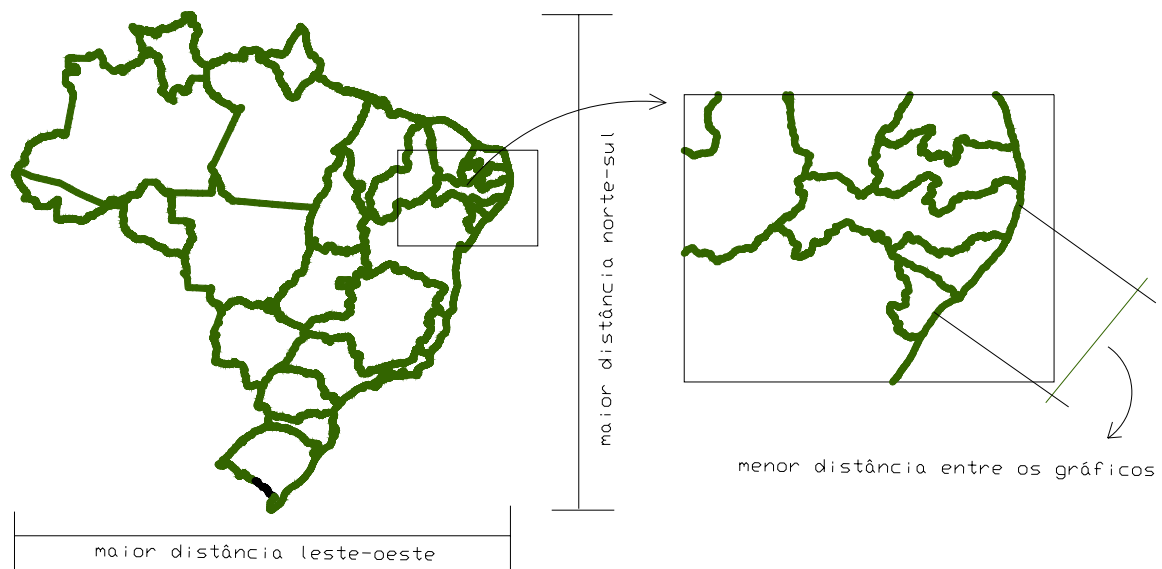 maior distância norte-sul
menor distância entre os gráficos
maior distância leste-oeste